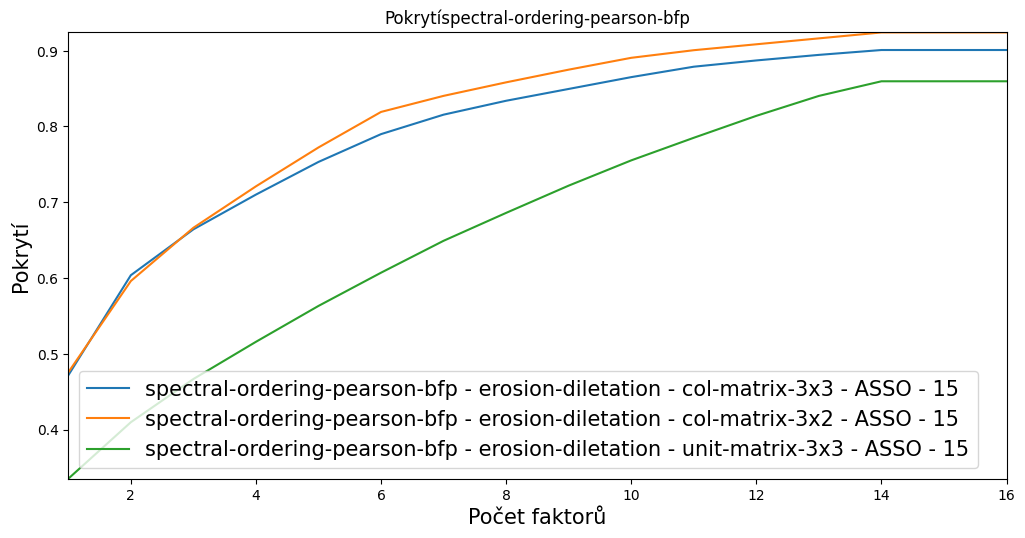 Pokrytíspectral-ordering-pearson-bfp
0.9
0.8
0.7
0.6
0.5
0.4
Pokrytí
spectral-ordering-pearson-bfp - erosion-diletation - col-matrix-3x3 - ASSO - 15
spectral-ordering-pearson-bfp - erosion-diletation - col-matrix-3x2 - ASSO - 15
spectral-ordering-pearson-bfp - erosion-diletation - unit-matrix-3x3 - ASSO - 15
2 4 6 8 10 12 14 16
Počet faktorů